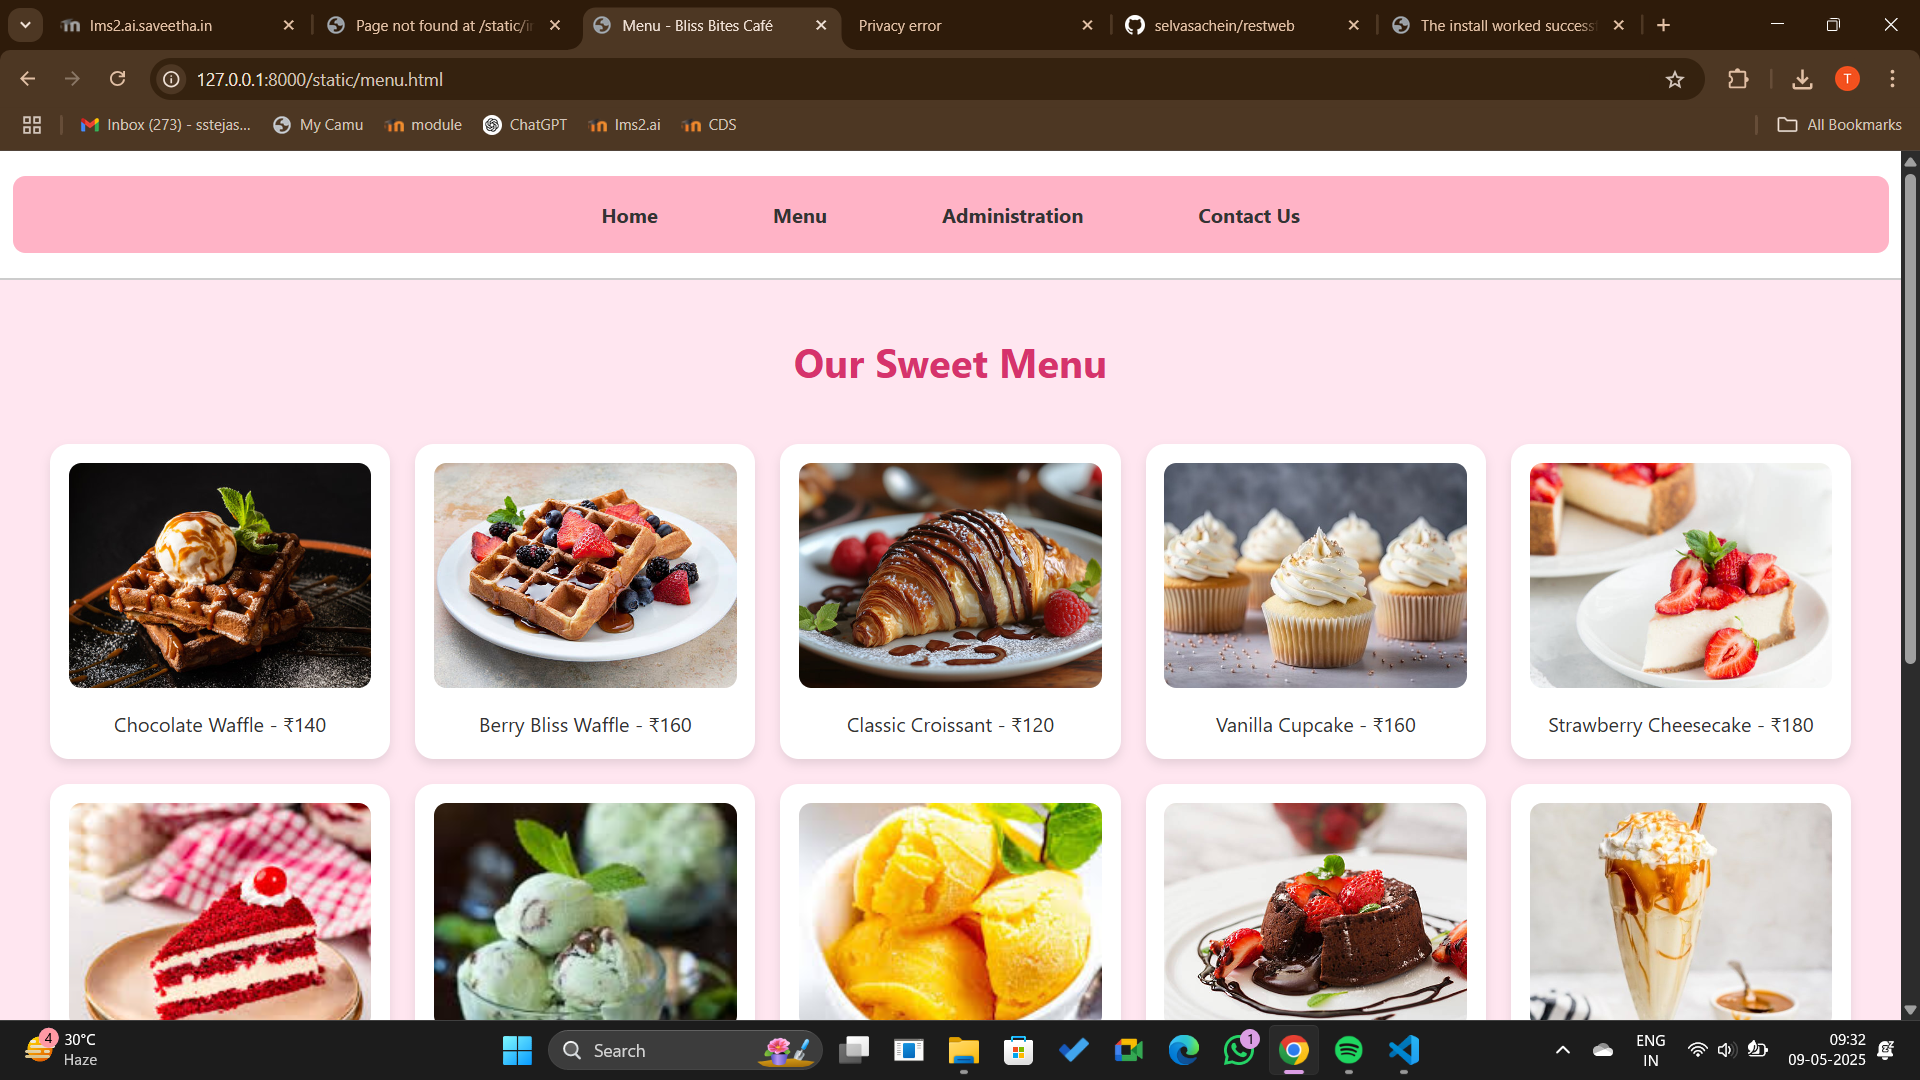 lms2.ai.saveetha.in
Page not found at /static/ir
Menu - Bliss Bites Café
Privacy error
selvasachein/restweb
The install worked success
127.0.0.1:8000/static/menu.html
T
Inbox (273) - sstejas...
My Camu
module
ChatGPT
lms2.ai
CDS
All Bookmarks
Home
Menu
Administration
Contact Us
Our Sweet Menu
Chocolate Waffle - ₹140
Berry Bliss Waffle - ₹160
Classic Croissant - ₹120
Vanilla Cupcake - ₹160
Strawberry Cheesecake - ₹180
4
30°C
Haze
Search
1
ENG
IN
09:32
09-05-2025